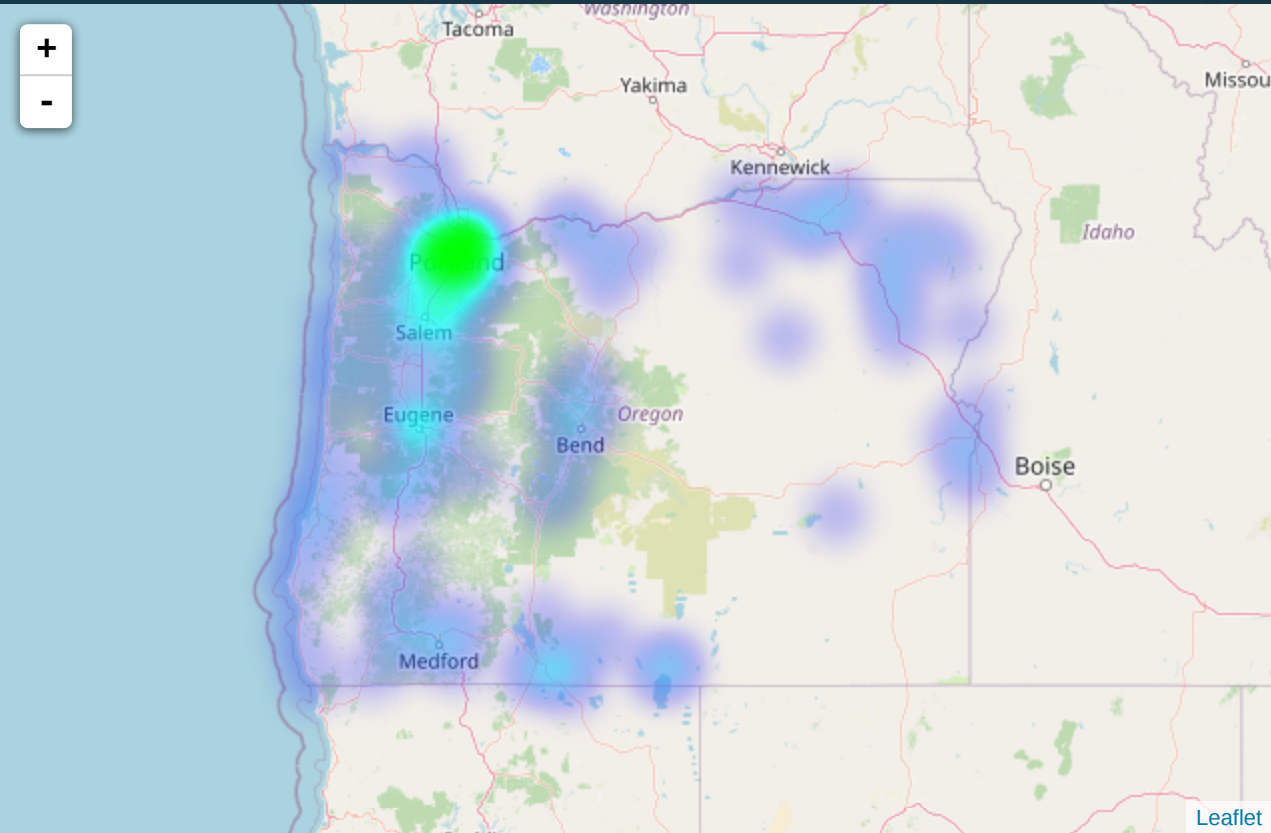 Washington
+
Tacoma
-
Yakima
Missou
Kennewick
Idaho
Portland
Salem
Eugene
Oregon
Bend
Boise
Medford
Leaflet